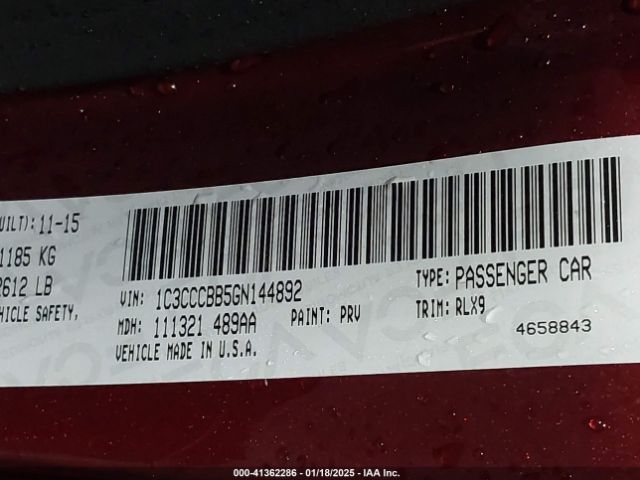 UILT): 11-15
1185 KG
2612 LB
HICLE SAFETY,
VIN: 1C3CCCBB5GN144892
TYPE: PASSENGER CAR
MDH: 111321 489AA
PAINT: PRV
TRIM: RLX9
VEHICLE MADE IN U.S.A.
4658843
000-41362286 - 01/18/2025 - IAA Inc.